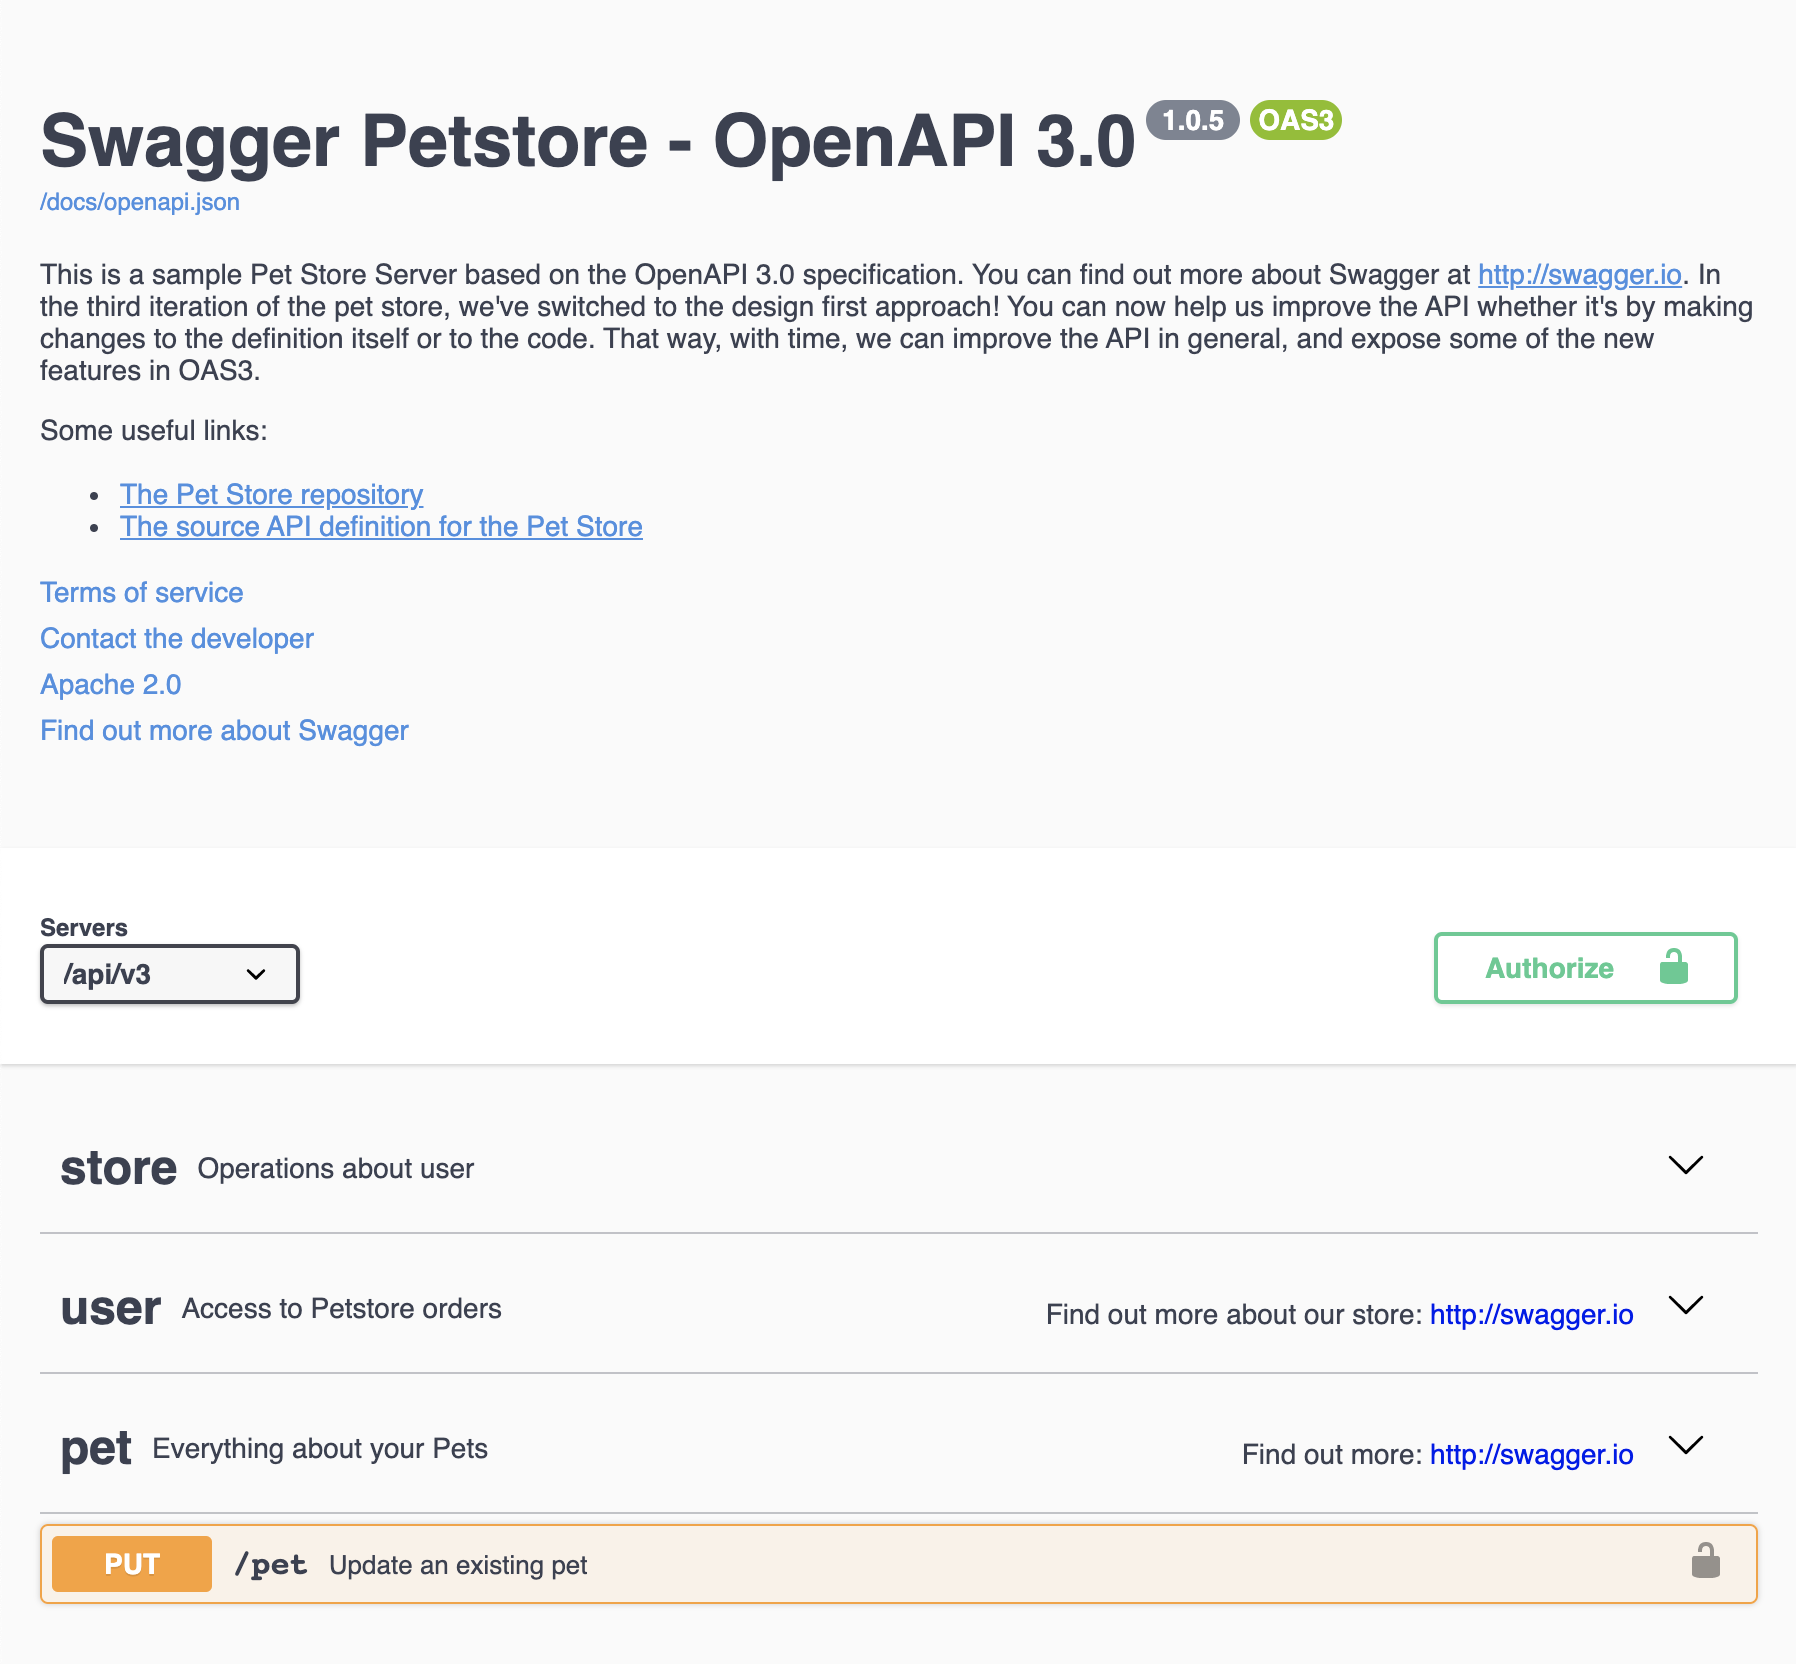 Swagger Petstore - OpenAPI 3.0 1.0.5 OAS3
/docs/openapi.json
This is a sample Pet Store Server based on the OpenAPI 3.0 specification. You can find out more about Swagger at http://swagger.io. In
the third iteration of the pet store, we've switched to the design first approach! You can now help us improve the API whether it's by making
changes to the definition itself or to the code. That way, with time, we can improve the API in general, and expose some of the new
features in OAS3.
Some useful links:
• The Pet Store repository
• The source API definition for the Pet Store
Terms of service
Contact the developer
Apache 2.0
Find out more about Swagger
Servers
/api/v3
Authorize
store Operations about user
user Access to Petstore orders Find out more about our store: http://swagger.io
pet Everything about your Pets Find out more: http://swagger.io
PUT /pet Update an existing pet